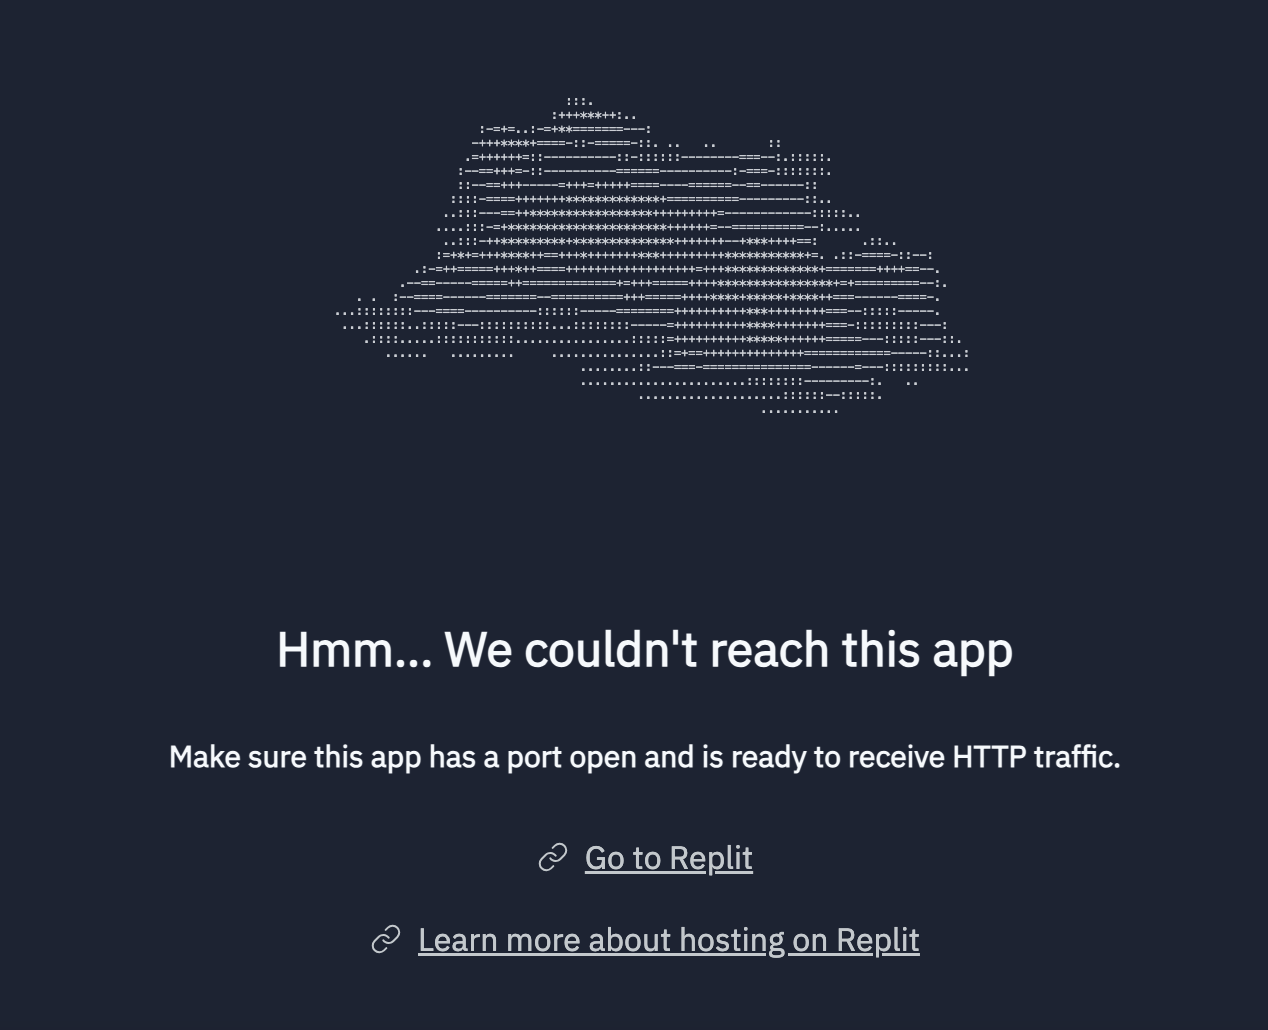 Hmm... We couldn't reach this app
Make sure this app has a port open and is ready to receive HTTP traffic.
Go to Replit
Learn more about hosting on Replit